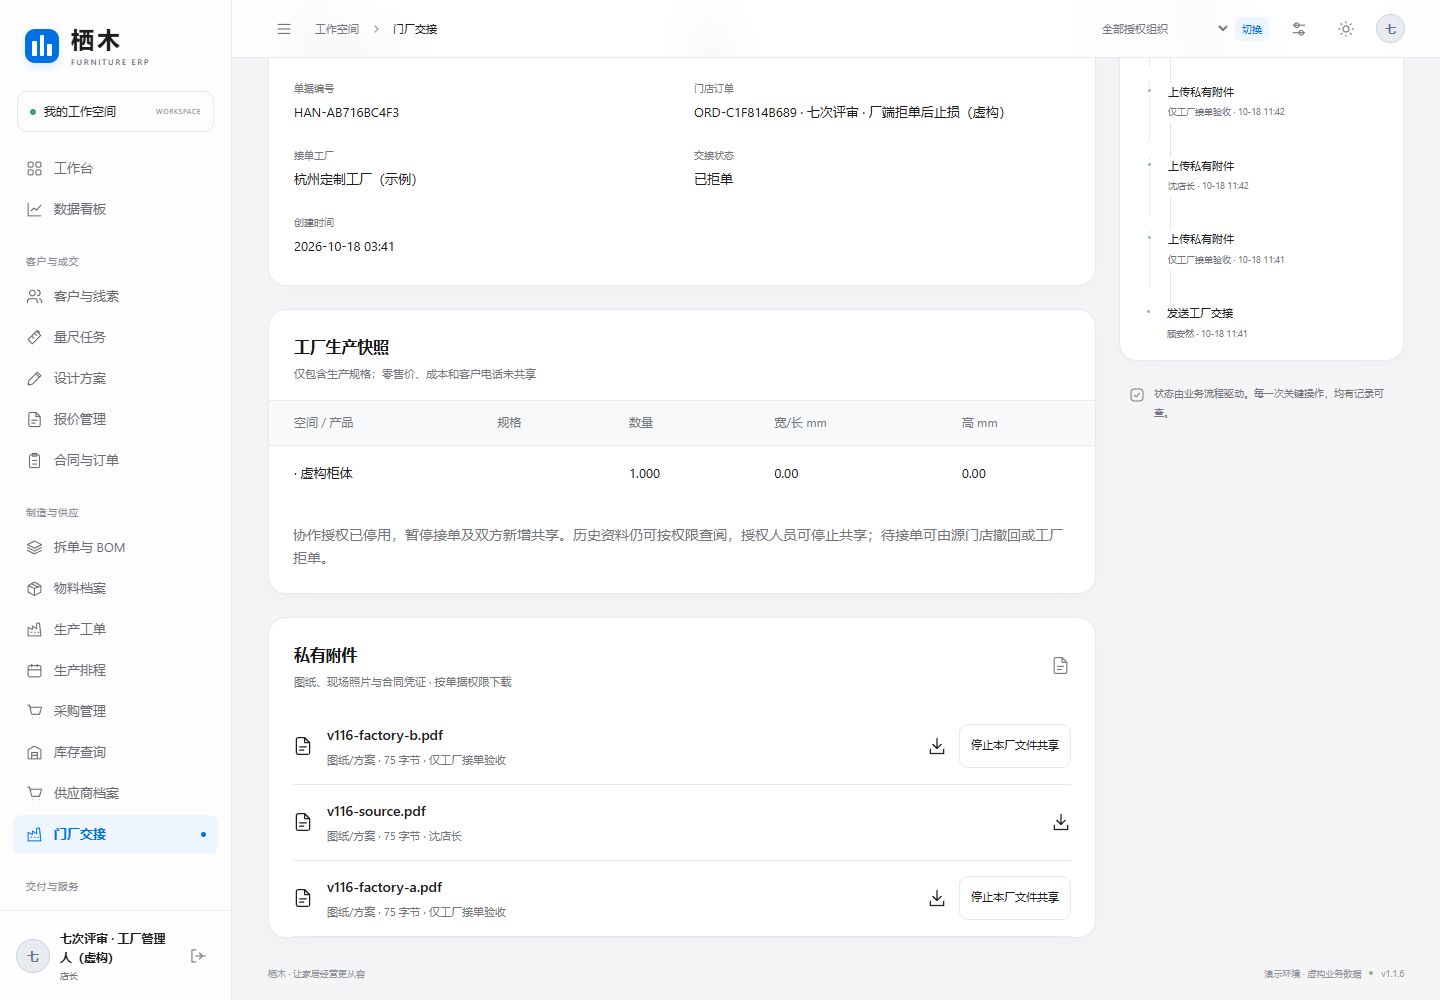 栖木
FURNITURE ERP
我的工作空间
WORKSPACE
工作台
数据看板
客户与成交
客户与线索
量尺任务
设计方案
报价管理
合同与订单
制造与供应
拆单与 BOM
物料档案
生产工单
生产排程
采购管理
库存查询
供应商档案
门厂交接
交付与服务
七
七次评审 · 工厂管理
人（虚构）
店长
工作空间
门厂交接
全部授权组织
切换
七
单据编号
HAN-AB716BC4F3
门店订单
ORD-C1F814B689 · 七次评审 · 厂端拒单后止损（虚构）
接单工厂
杭州定制工厂（示例）
交接状态
已拒单
创建时间
2026-10-18 03:41
工厂生产快照
仅包含生产规格；零售价、成本和客户电话未共享
空间 / 产品
规格
数量
宽/长 mm
高 mm
· 虚构柜体
1.000
0.00
0.00
协作授权已停用，暂停接单及双方新增共享。历史资料仍可按权限查阅，授权人员可停止共享；待接单可由源门店撤回或工厂
拒单。
私有附件
图纸、现场照片与合同凭证 · 按单据权限下载
v116-factory-b.pdf
图纸/方案 · 75 字节 · 仅工厂接单验收
停止本厂文件共享
v116-source.pdf
图纸/方案 · 75 字节 · 沈店长
v116-factory-a.pdf
图纸/方案 · 75 字节 · 仅工厂接单验收
停止本厂文件共享
上传私有附件
仅工厂接单验收 · 10-18 11:42
上传私有附件
沈店长 · 10-18 11:42
上传私有附件
仅工厂接单验收 · 10-18 11:41
发送工厂交接
顾安然 · 10-18 11:41
状态由业务流程驱动。每一次关键操作，均有记录可
查。
栖木 · 让家居经营更从容
演示环境 · 虚构业务数据
v1.1.6